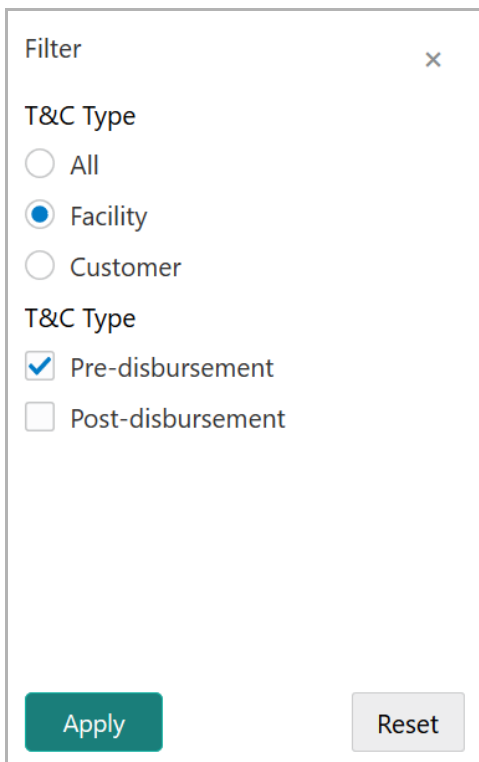 Filter
T&C Type
All
Facility
Customer
T&C Type
Pre-disbursement
Post-disbursement
Apply Reset